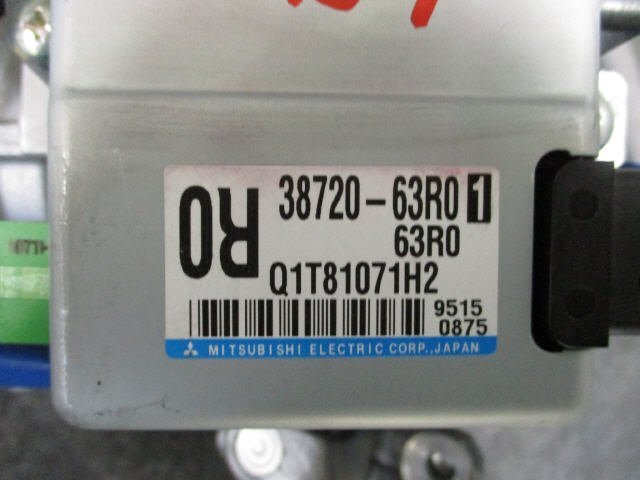 R0
38720-63R0 1
63R0
Q1T81071H2
9515
0875
MITSUBISHI ELECTRIC CORP., JAPAN